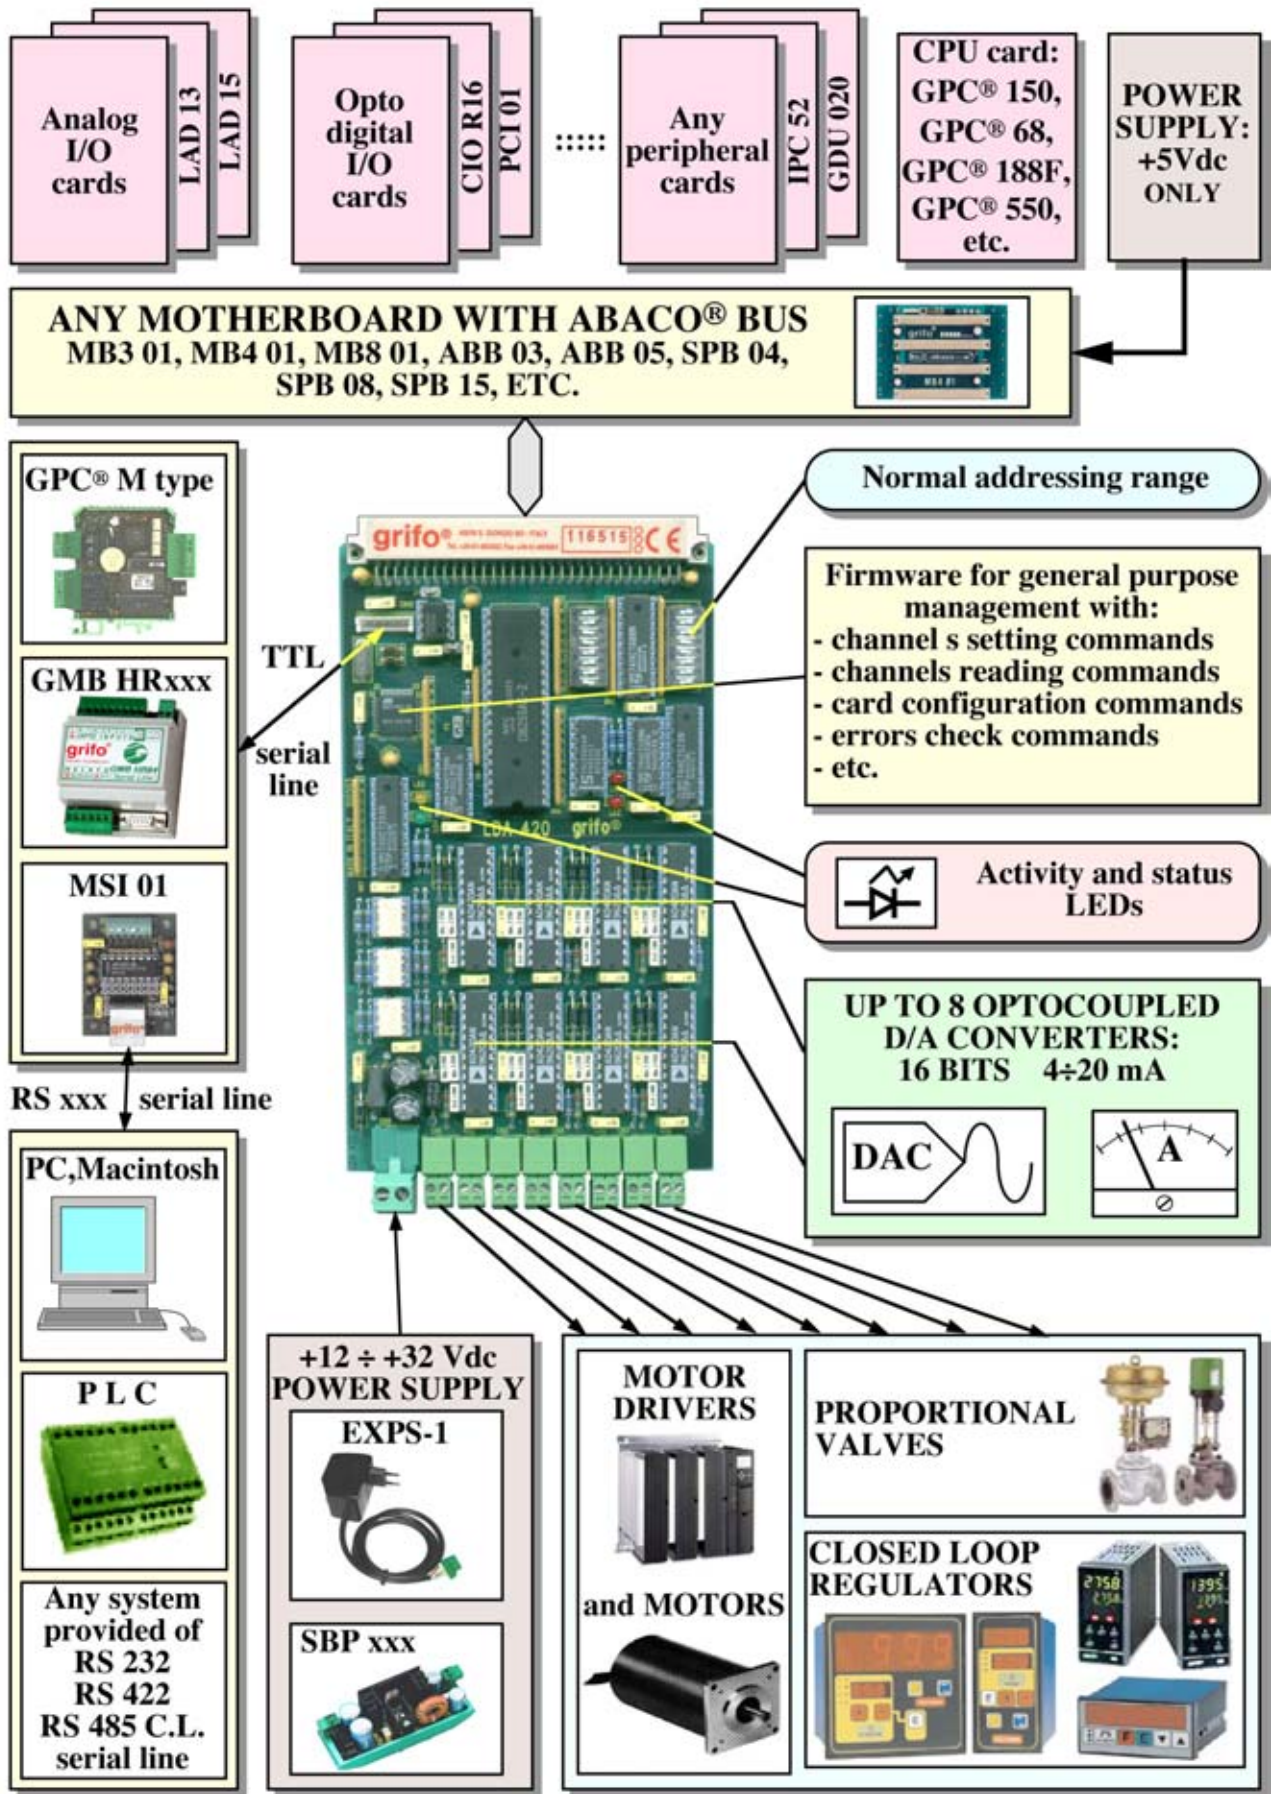 Analog
I/O
cards
LAD 13
LAD 15
Opto
digital
I/O
cards
CIO R16
PCI 01
Any
peripheral
cards
IPC 52
GDU 020
CPU card:
GPC® 150,
GPC® 68,
GPC® 188F,
GPC® 550,
etc.
POWER
SUPPLY:
+5Vdc
ONLY
ANY MOTHERBOARD WITH ABACO® BUS
MB3 01, MB4 01, MB8 01, ABB 03, ABB 05, SPB 04,
SPB 08, SPB 15, ETC.
grifo®
MB4 01
GPC® M type
GMB HRxxx
grifo®
MSI 01
grifo®
TTL
serial
line
RS xxx serial line
grifo®
116515
CE
LDA 420 grifo®
Normal addressing range
Firmware for general purpose
management with:
- channel s setting commands
- channels reading commands
- card configuration commands
- errors check commands
- etc.
Activity and status
LEDs
UP TO 8 OPTOCOUPLED
D/A CONVERTERS:
16 BITS 4÷20 mA
DAC
A
PC,Macintosh
P L C
Any system
provided of
RS 232
RS 422
RS 485 C.L.
serial line
+12 ÷ +32 Vdc
POWER SUPPLY
EXPS-1
SBP xxx
MOTOR
DRIVERS
and MOTORS
PROPORTIONAL
VALVES
CLOSED LOOP
REGULATORS